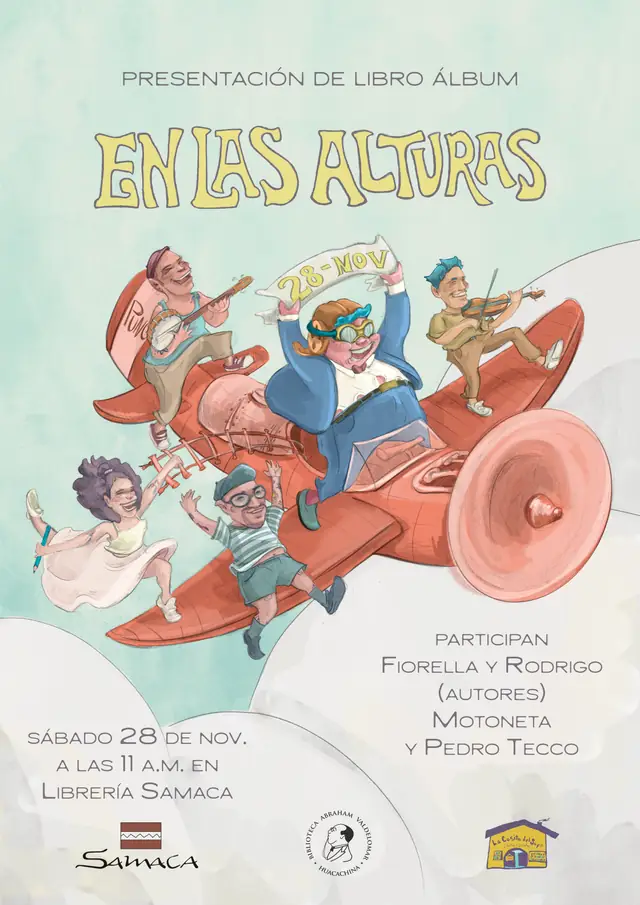 PRESENTACIÓN DE LIBRO ÁLBUM
EN LAS ALTURAS
28-NOV
PARTICIPAN
FIORELLA Y RODRIGO
(AUTORES)
MOTONETA
Y PEDRO TECCO
SÁBADO 28 DE NOV.
A LAS 11 A.M. EN
LIBRERÍA SAMACA
SAMACA
BIBLIOTECA ABRAHAM VALDELOMAR
HUACACHINA